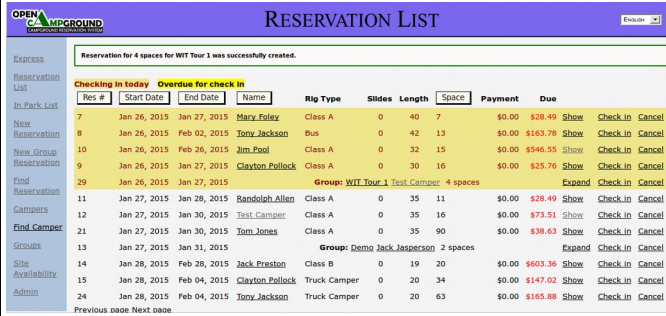 OPEN CAMPGROUND
CAMPGROUND RESERVATION SYSTEM
RESERVATION LIST
ENGLISH
Express
Reservation List
In Park List
New Reservation
New Group Reservation
Find Reservation
Campers
Find Camper
Groups
Site Availability
Admin
Reservation for 4 spaces for WIT Tour 1 was successfully created.
Checking in today Overdue for check in
Res # Start Date End Date Name Rig Type Slides Length Space Payment Due
7 Jan 26, 2015 Jan 27, 2015 Mary Foley Class A 0 40 7 $0.00 $28.49 Show Check in Cancel
8 Jan 26, 2015 Feb 02, 2015 Tony Jackson Bus 0 42 13 $0.00 $163.78 Show Check in Cancel
10 Jan 26, 2015 Feb 26, 2015 Jim Pool Class A 0 32 15 $0.00 $546.55 Show Check in Cancel
9 Jan 26, 2015 Jan 27, 2015 Clayton Pollock Class A 0 30 16 $0.00 $25.76 Show Check in Cancel
29 Jan 26, 2015 Jan 27, 2015 Group: WIT Tour 1 Test Camper 4 spaces Expand Check in Cancel
11 Jan 27, 2015 Jan 28, 2015 Randolph Allen Class A 0 35 11 $0.00 $28.49 Show Check in Cancel
12 Jan 27, 2015 Jan 30, 2015 Test Camper Class A 0 35 16 $0.00 $73.51 Show Check in Cancel
21 Jan 27, 2015 Jan 30, 2015 Tom Jones Class A 0 35 90 $0.00 $38.63 Show Check in Cancel
13 Jan 27, 2015 Jan 31, 2015 Group: Demo Jack Jasperson 2 spaces Expand Check in Cancel
14 Jan 28, 2015 Feb 28, 2015 Jack Preston Class B 0 19 20 $0.00 $603.36 Show Check in Cancel
15 Jan 28, 2015 Feb 04, 2015 Clayton Pollock Truck Camper 0 20 34 $0.00 $147.02 Show Check in Cancel
24 Jan 28, 2015 Feb 04, 2015 Tony Jackson Truck Camper 0 20 63 $0.00 $165.88 Show Check in Cancel
Previous page Next page